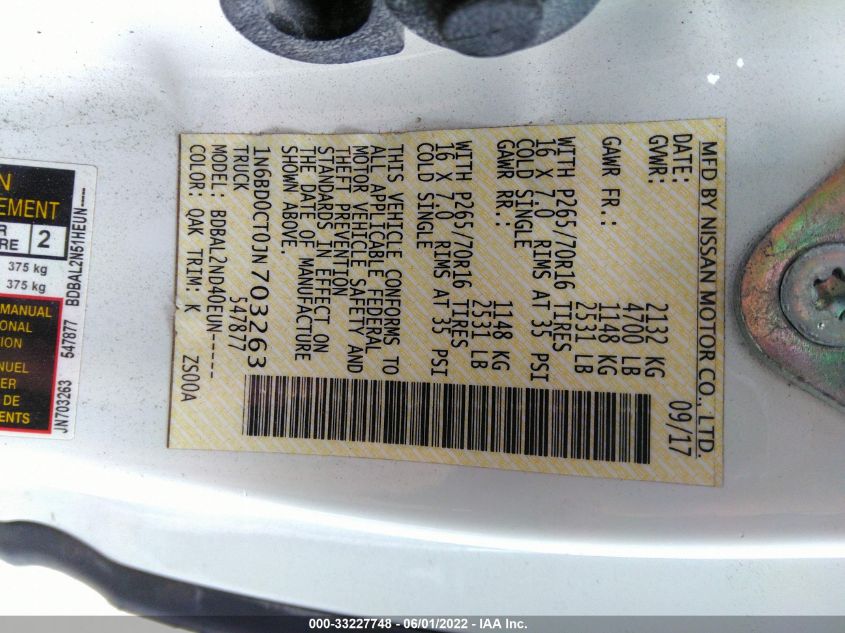 MFD BY NISSAN MOTOR CO., LTD.
DATE: 09/17
GVWR: 2132 KG
4700 LB
GAWR FR.: 1148 KG
2531 LB
WITH P265/70R16 TIRES
16 X 7.0 RIMS AT 35 PSI
COLD SINGLE
GAWR RR.: 1148 KG
2531 LB
WITH P265/70R16 TIRES
16 X 7.0 RIMS AT 35 PSI
COLD SINGLE
THIS VEHICLE CONFORMS TO
ALL APPLICABLE FEDERAL
MOTOR VEHICLE SAFETY AND
THEFT PREVENTION
STANDARDS IN EFFECT ON
THE DATE OF MANUFACTURE
SHOWN ABOVE.
1N6BD0CT0JN703263
TRUCK 547877
MODEL: BDBAL2ND40EUN-----
COLOR: QAK TRIM: K ZS00A
N
EMENT
R
RE 2
375 kg
375 kg
MANUAL
ONAL
TION
NUEL
ER
DE
ENTS
BDBAL2N51HEUN-----
547877
JN703263
000-33227748 - 06/01/2022 - IAA Inc.